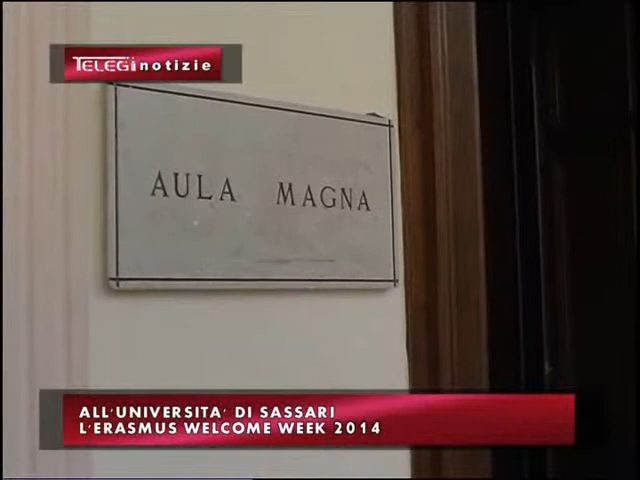 TELEGInotizie
AULA MAGNA
ALL'UNIVERSITA' DI SASSARI
L'ERASMUS WELCOME WEEK 2014